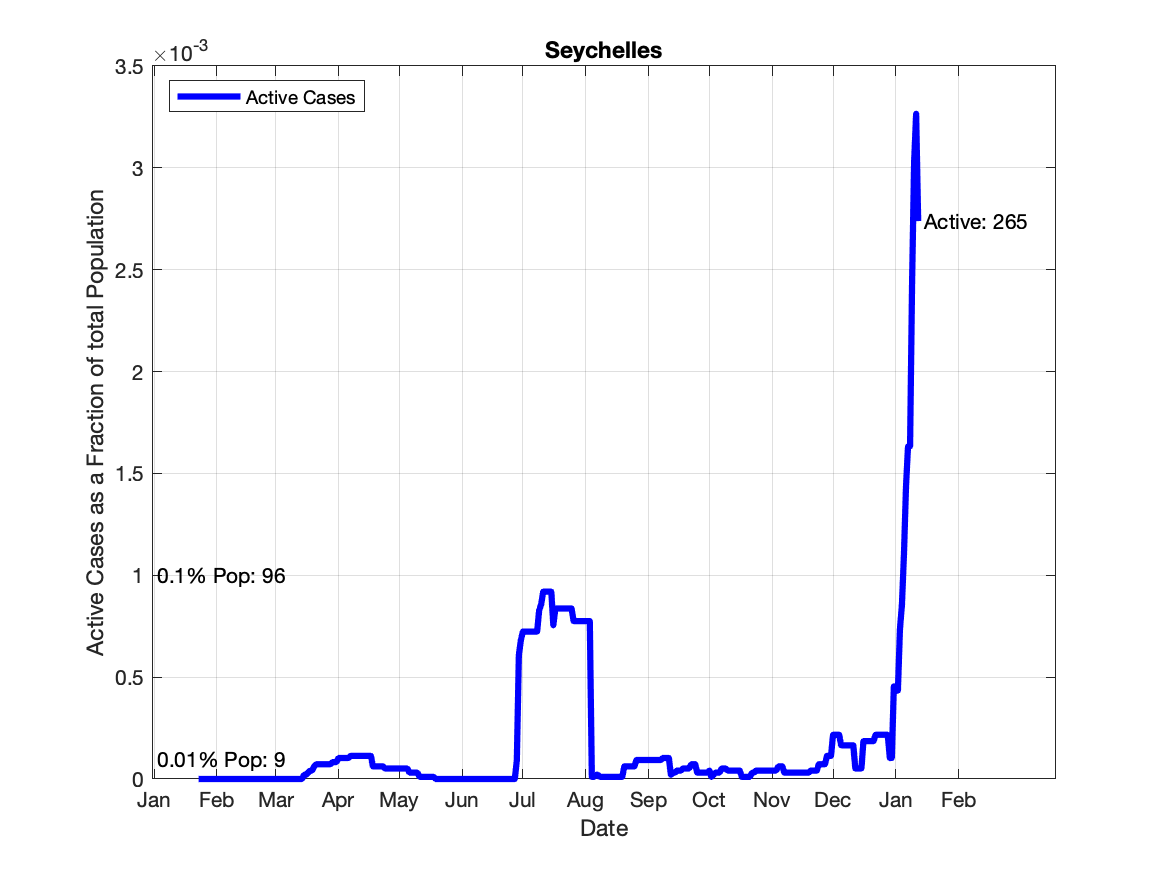 Seychelles
×10-3
Active Cases
3.5
3
2.5
2
1.5
1
0.5
0
Active Cases as a Fraction of total Population
Active: 265
0.1% Pop: 96
0.01% Pop: 9
Jan Feb Mar Apr May Jun Jul Aug Sep Oct Nov Dec Jan Feb
Date